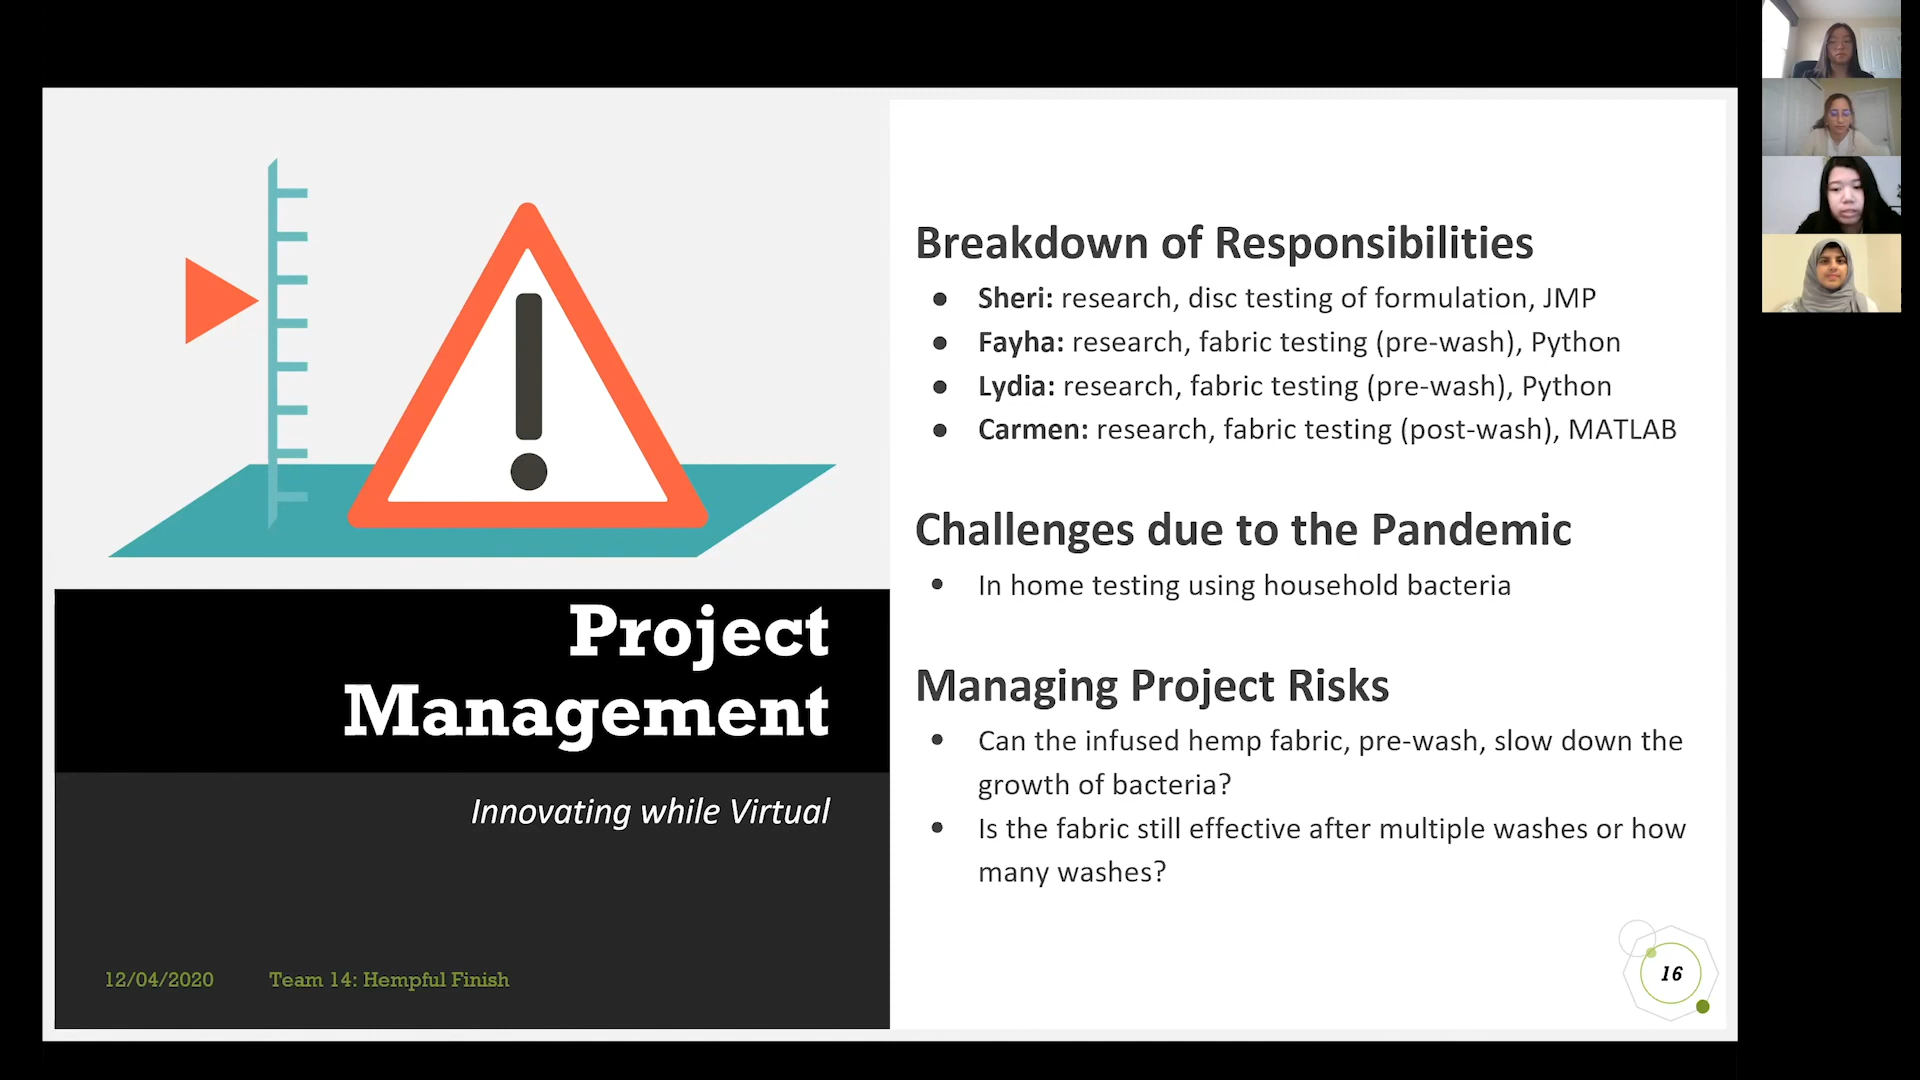 Project
Management
Innovating while Virtual
12/04/2020 Team 14: Hempful Finish
Breakdown of Responsibilities
● Sheri: research, disc testing of formulation, JMP
● Fayha: research, fabric testing (pre-wash), Python
● Lydia: research, fabric testing (pre-wash), Python
● Carmen: research, fabric testing (post-wash), MATLAB
Challenges due to the Pandemic
• In home testing using household bacteria
Managing Project Risks
• Can the infused hemp fabric, pre-wash, slow down the
growth of bacteria?
• Is the fabric still effective after multiple washes or how
many washes?
16